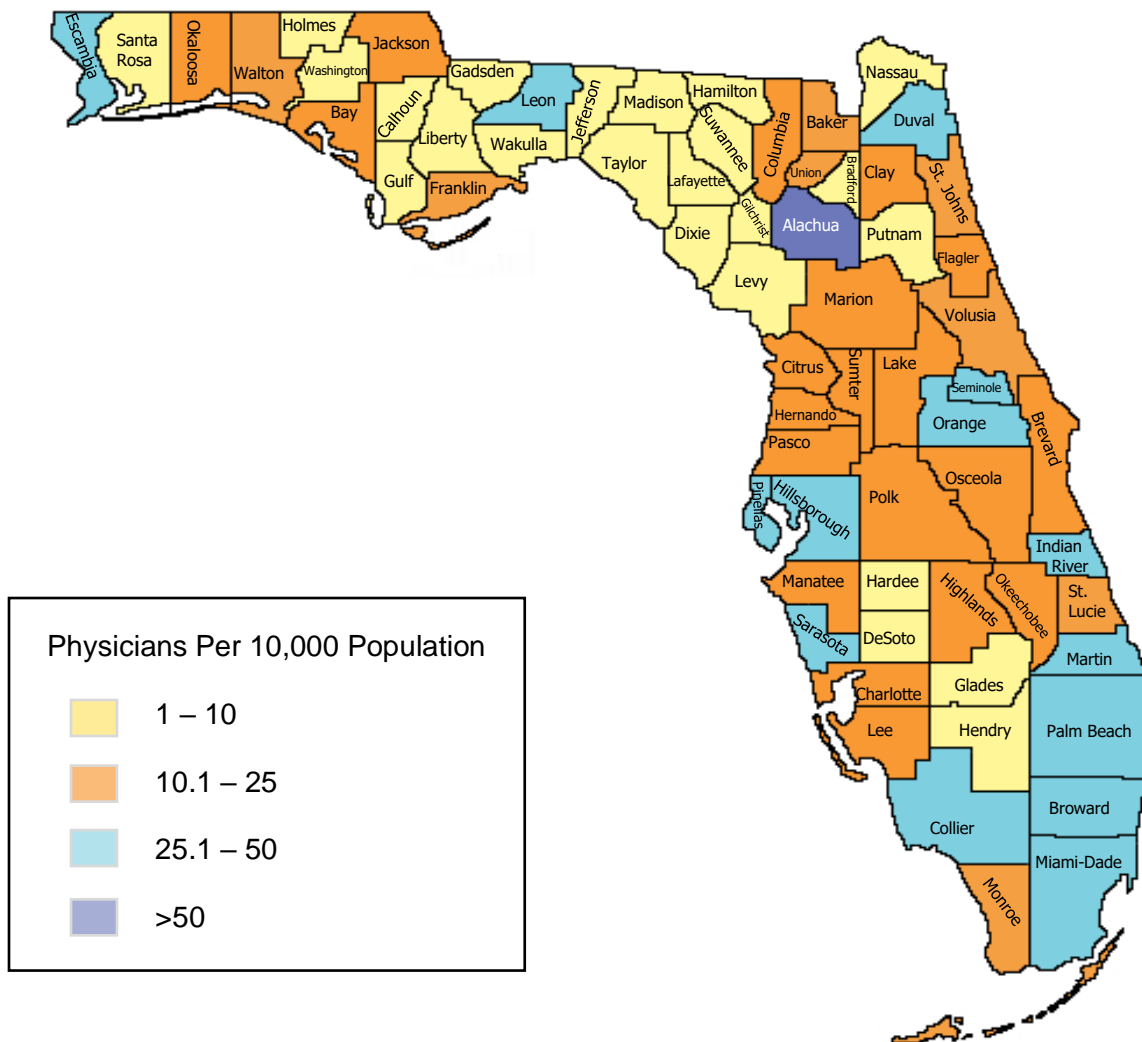 Escambia
Santa
Rosa
Okaloosa
Walton
Holmes
Washington
Jackson
Bay
Calhoun
Gulf
Liberty
Gadsden
Franklin
Leon
Wakulla
Jefferson
Madison
Taylor
Hamilton
Suwannee
Lafayette
Dixie
Gilchrist
Levy
Columbia
Baker
Union
Bradford
Alachua
Nassau
Duval
Clay
St. Johns
Putnam
Flagler
Marion
Volusia
Citrus
Sumter
Lake
Hernando
Pasco
Seminole
Orange
Brevard
Osceola
Polk
Pinellas
Hillsborough
Indian
River
Manatee
Hardee
Highlands
Okeechobee
St.
Lucie
Sarasota
DeSoto
Martin
Charlotte
Glades
Lee
Hendry
Palm Beach
Collier
Broward
Miami-Dade
Monroe
Physicians Per 10,000 Population
1 – 10
10.1 – 25
25.1 – 50
>50